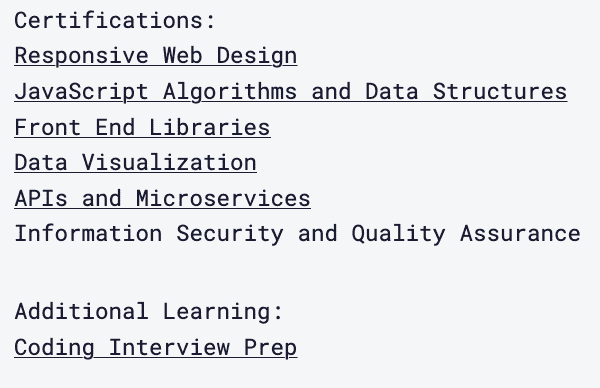 Certifications:
Responsive Web Design
JavaScript Algorithms and Data Structures
Front End Libraries
Data Visualization
APIs and Microservices
Information Security and Quality Assurance
Additional Learning:
Coding Interview Prep